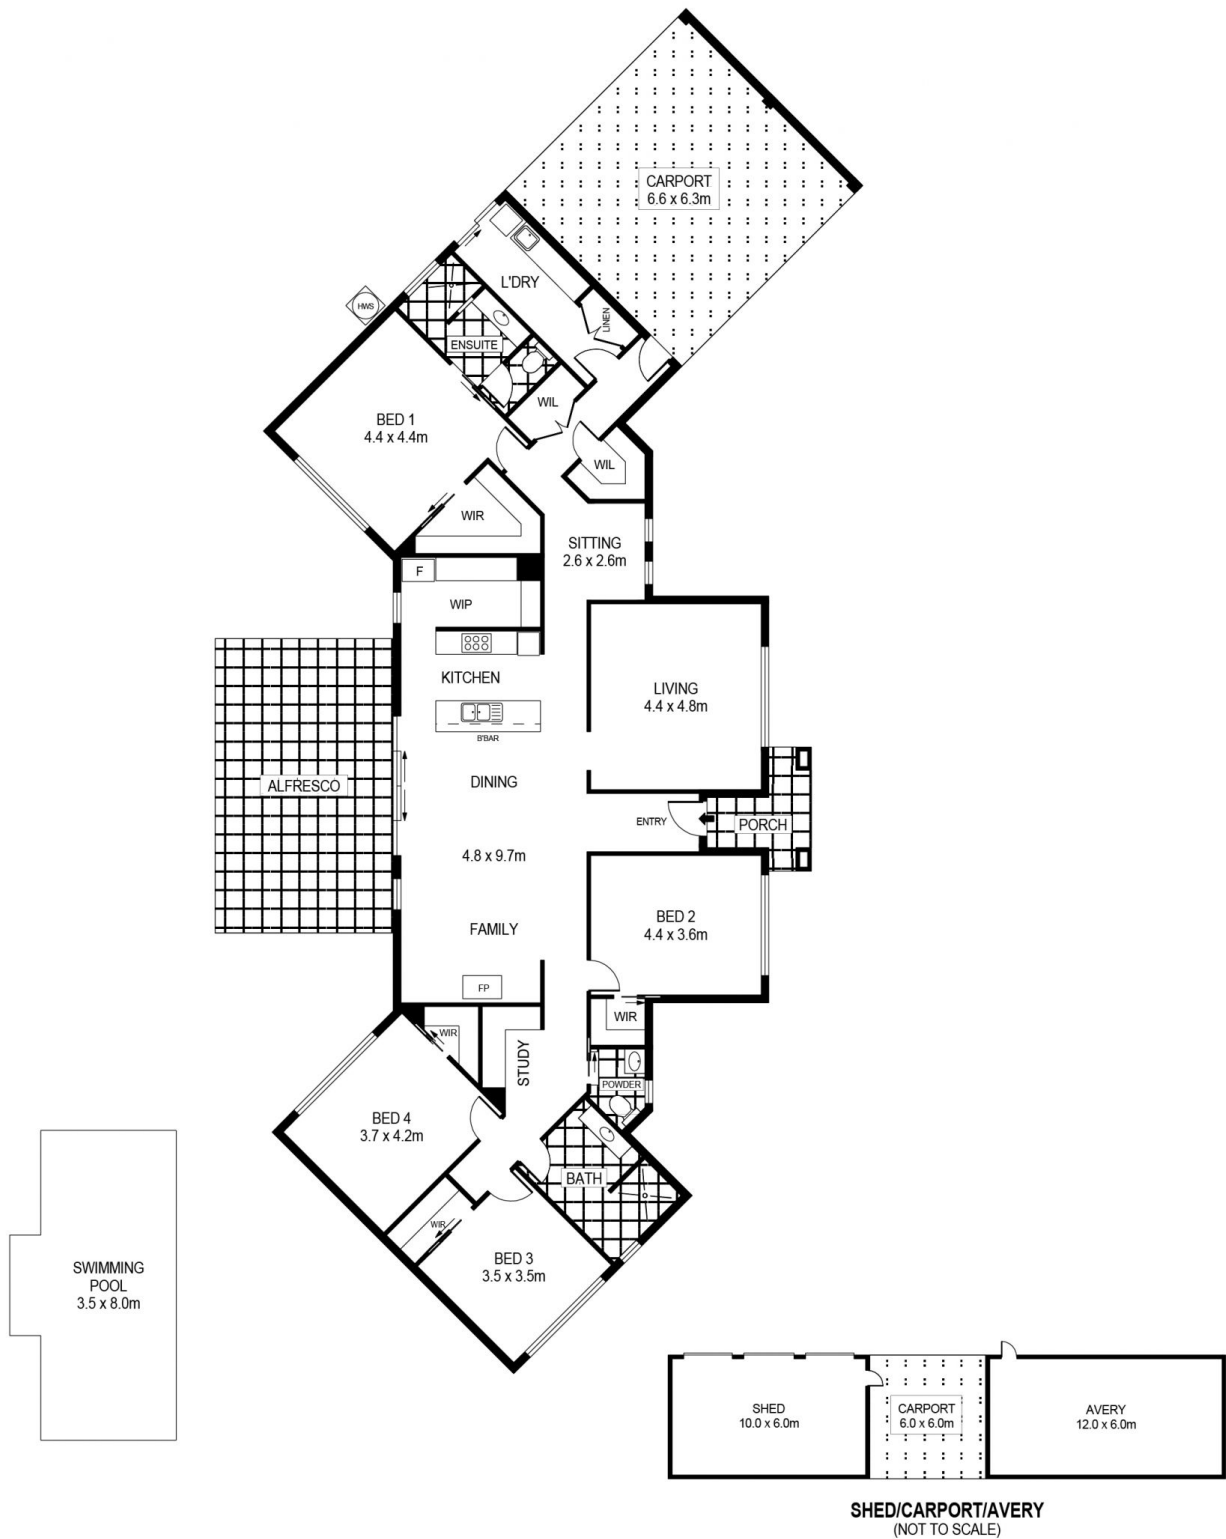 CARPORT
6.6 x 6.3m
L'DRY
LINEN
HWS
ENSUITE
WIL
BED 1
4.4 x 4.4m
WIL
WIR
SITTING
2.6 x 2.6m
F
WIP
KITCHEN
B'BAR
LIVING
4.4 x 4.8m
ALFRESCO
DINING
ENTRY
PORCH
4.8 x 9.7m
BED 2
4.4 x 3.6m
FAMILY
FP
WIR
WIR
STUDY
POWDER
BED 4
3.7 x 4.2m
BATH
WIR
BED 3
3.5 x 3.5m
SWIMMING
POOL
3.5 x 8.0m
SHED
10.0 x 6.0m
CARPORT
6.0 x 6.0m
AVERY
12.0 x 6.0m
SHED/CARPORT/AVERY
(NOT TO SCALE)